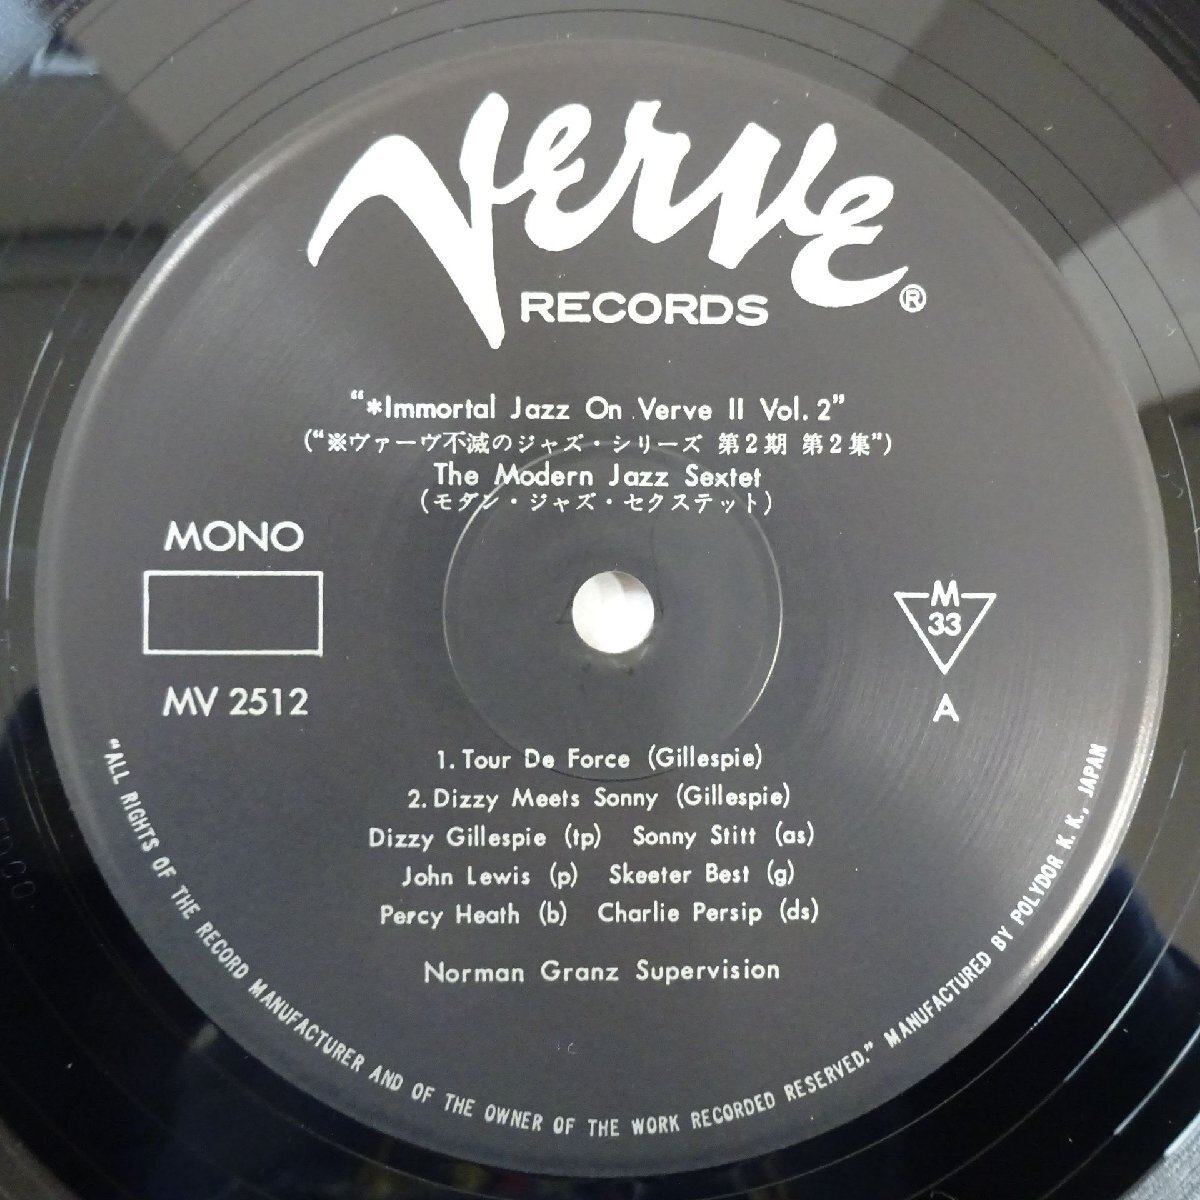 Verve
RECORDS ®
"*Immortal Jazz On Verve II Vol.2"
("※ヴァーヴ不滅のジャズ・シリーズ 第2期 第2集")
The Modern Jazz Sextet
(モダン・ジャズ・セクステット)
MONO
MV 2512
M
33
A
1. Tour De Force (Gillespie)
2. Dizzy Meets Sonny (Gillespie)
Dizzy Gillespie (tp) Sonny Stitt (as)
John Lewis (p) Skeeter Best (g)
Percy Heath (b) Charlie Persip (ds)
Norman Granz Supervision
"ALL RIGHTS OF THE RECORD MANUFACTURER AND OF THE OWNER OF THE WORK RECORDED RESERVED." MANUFACTURED BY POLYDOR K. K., JAPAN